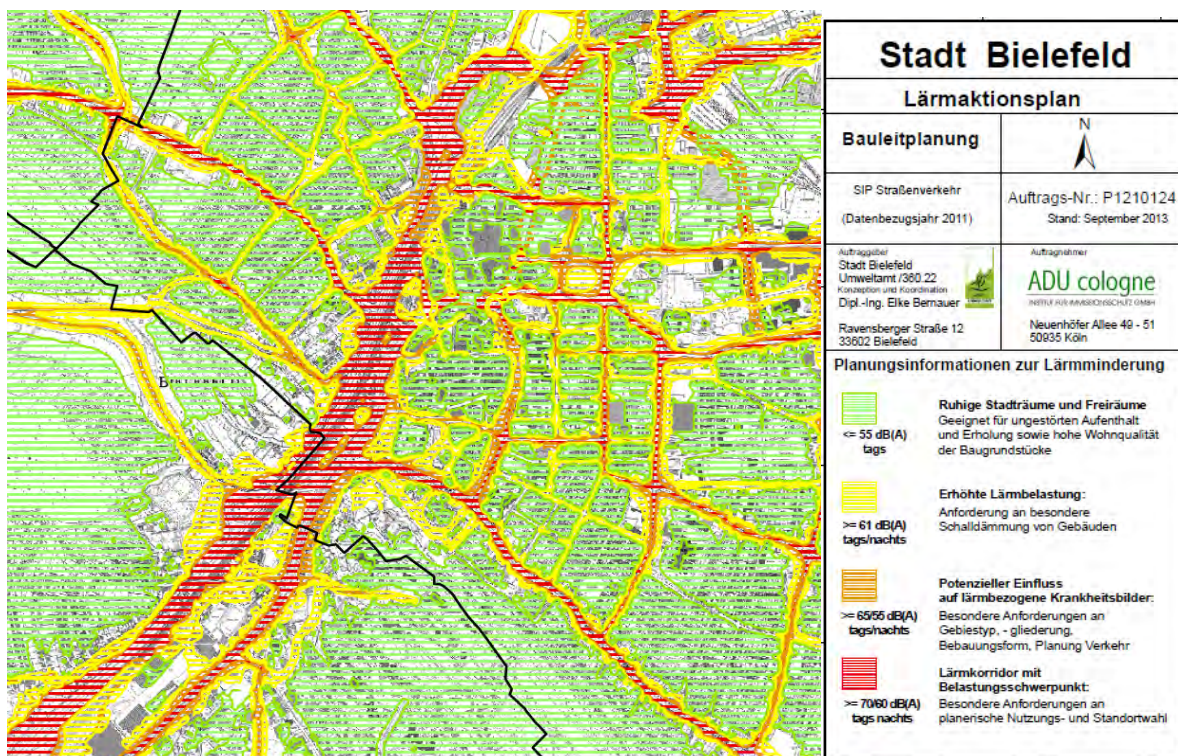 Stadt Bielefeld
Lärmaktionsplan
Bauleitplanung
N
SIP Straßenverkehr
(Datenbezugsjahr 2011)
Auftrags-Nr.: P1210124
Stand: September 2013
Auftraggeber
Stadt Bielefeld
Umweltamt /360.22
Konzeption und Koordination
Dipl.-Ing. Elke Bernauer
Ravensberger Straße 12
33602 Bielefeld
Auftragnehmer
ADU cologne
INSTITUT FÜR IMMISSIONSSCHUTZ GMBH
Neuenhöfer Allee 49 - 51
50935 Köln
Planungsinformationen zur Lärmminderung
<= 55 dB(A)
tags
Ruhige Stadträume und Freiräume
Geeignet für ungestörten Aufenthalt
und Erholung sowie hohe Wohnqualität
der Baugrundstücke
>= 61 dB(A)
tags/nachts
Erhöhte Lärmbelastung:
Anforderung an besondere
Schalldämmung von Gebäuden
>= 65/55 dB(A)
tags/nachts
Potenzieller Einfluss
auf lärmbezogene Krankheitsbilder:
Besondere Anforderungen an
Gebiestyp, - gliederung,
Bebauungsform, Planung Verkehr
>= 70/60 dB(A)
tags nachts
Lärmkorridor mit
Belastungsschwerpunkt:
Besondere Anforderungen an
planerische Nutzungs- und Standortwahl